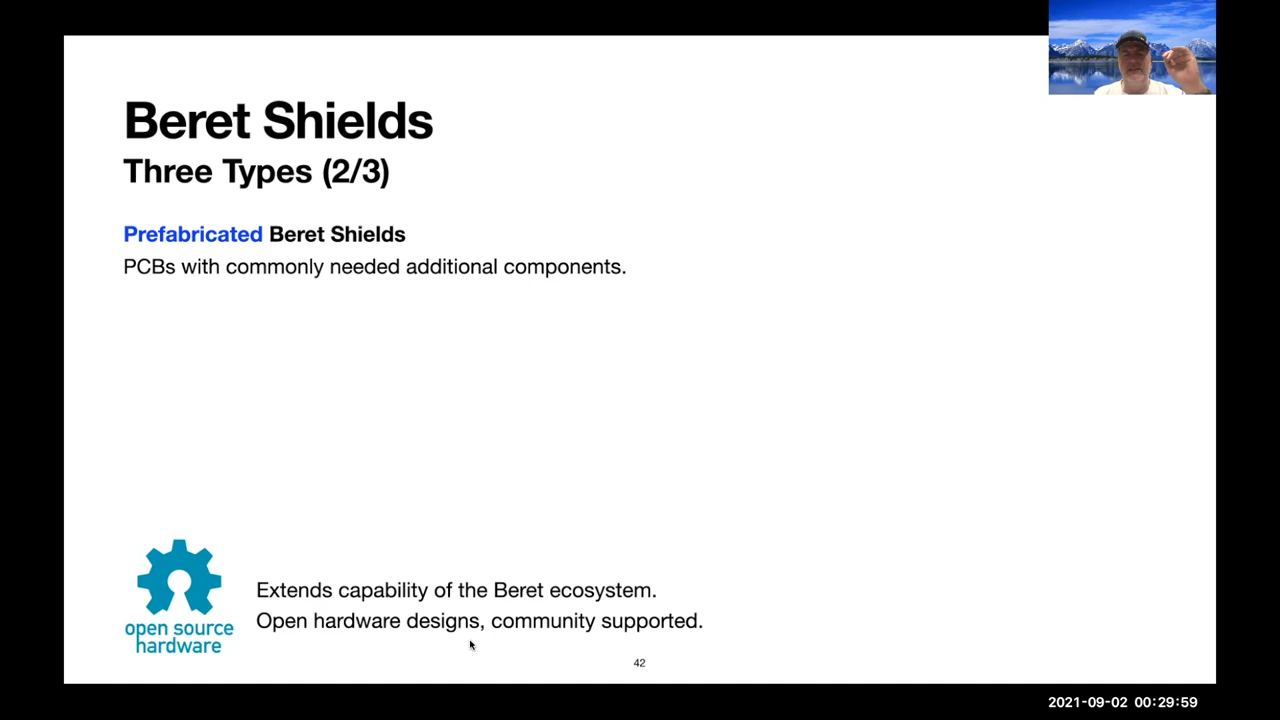 Beret Shields
Three Types (2/3)
Prefabricated Beret Shields
PCBs with commonly needed additional components.
Extends capability of the Beret ecosystem.
Open hardware designs, community supported.
open source
hardware
42
2021-09-02 00:29:59